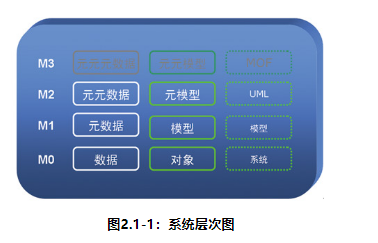 M3
M2 元元数据 元模型 UML
M1 元数据 模型 模型
M0 数据 对象 系统
图2.1-1：系统层次图